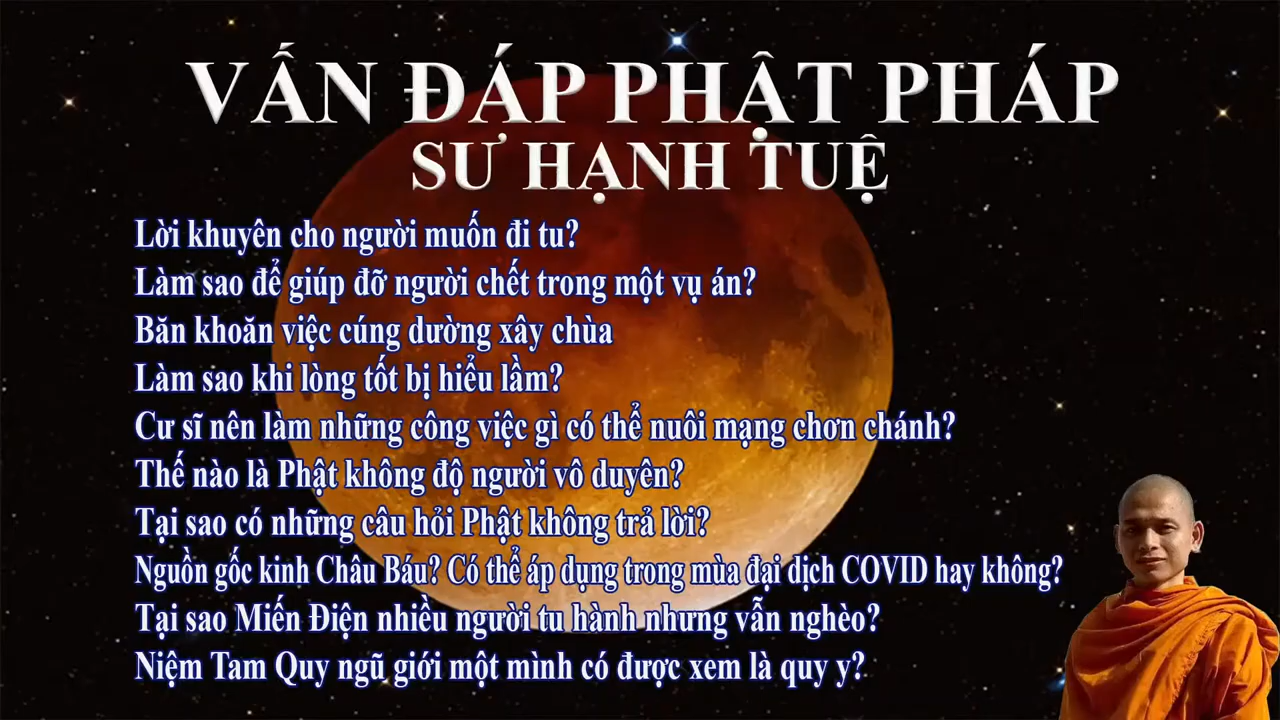 VẤN ĐÁP PHẬT PHÁP
SƯ HẠNH TUỆ
Lời khuyên cho người muốn đi tu?
Làm sao để giúp đỡ người chết trong một vụ án?
Băn khoăn việc cúng dường xây chùa
Làm sao khi lòng tốt bị hiểu lầm?
Cư sĩ nên làm những công việc gì có thể nuôi mạng chơn chánh?
Thế nào là Phật không độ người vô duyên?
Tại sao có những câu hỏi Phật không trả lời?
Nguồn gốc kinh Châu Báu? Có thể áp dụng trong mùa đại dịch COVID hay không?
Tại sao Miến Điện nhiều người tu hành nhưng vẫn nghèo?
Niệm Tam Quy ngũ giới một mình có được xem là quy y?